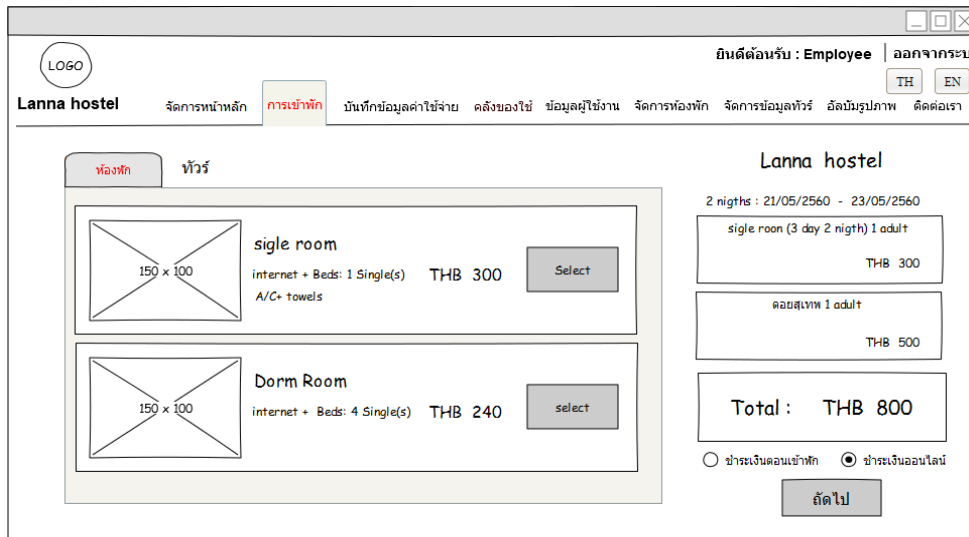 LOGO
ยินดีต้อนรับ : Employee
ออกจากระบ
TH EN
Lanna hostel
จัดการหน้าหลัก การเข้าพัก บันทึกข้อมูลค่าใช้จ่าย คลังของใช้ ข้อมูลผู้ใช้งาน จัดการห้องพัก จัดการข้อมูลทัวร์ อัลบัมรูปภาพ ติดต่อเรา
ห้องพัก ทัวร์
150 x 100
sigle room
internet + Beds: 1 Single(s)
A/C+ towels
THB 300
Select
150 x 100
Dorm Room
internet + Beds: 4 Single(s)
THB 240
select
Lanna hostel
2 nigths : 21/05/2560 - 23/05/2560
sigle roon (3 day 2 nigth) 1 adult
THB 300
ดอยสุเทพ 1 adult
THB 500
Total : THB 800
ชำระเงินตอนเข้าพัก ชำระเงินออนไลน์
ถัดไป